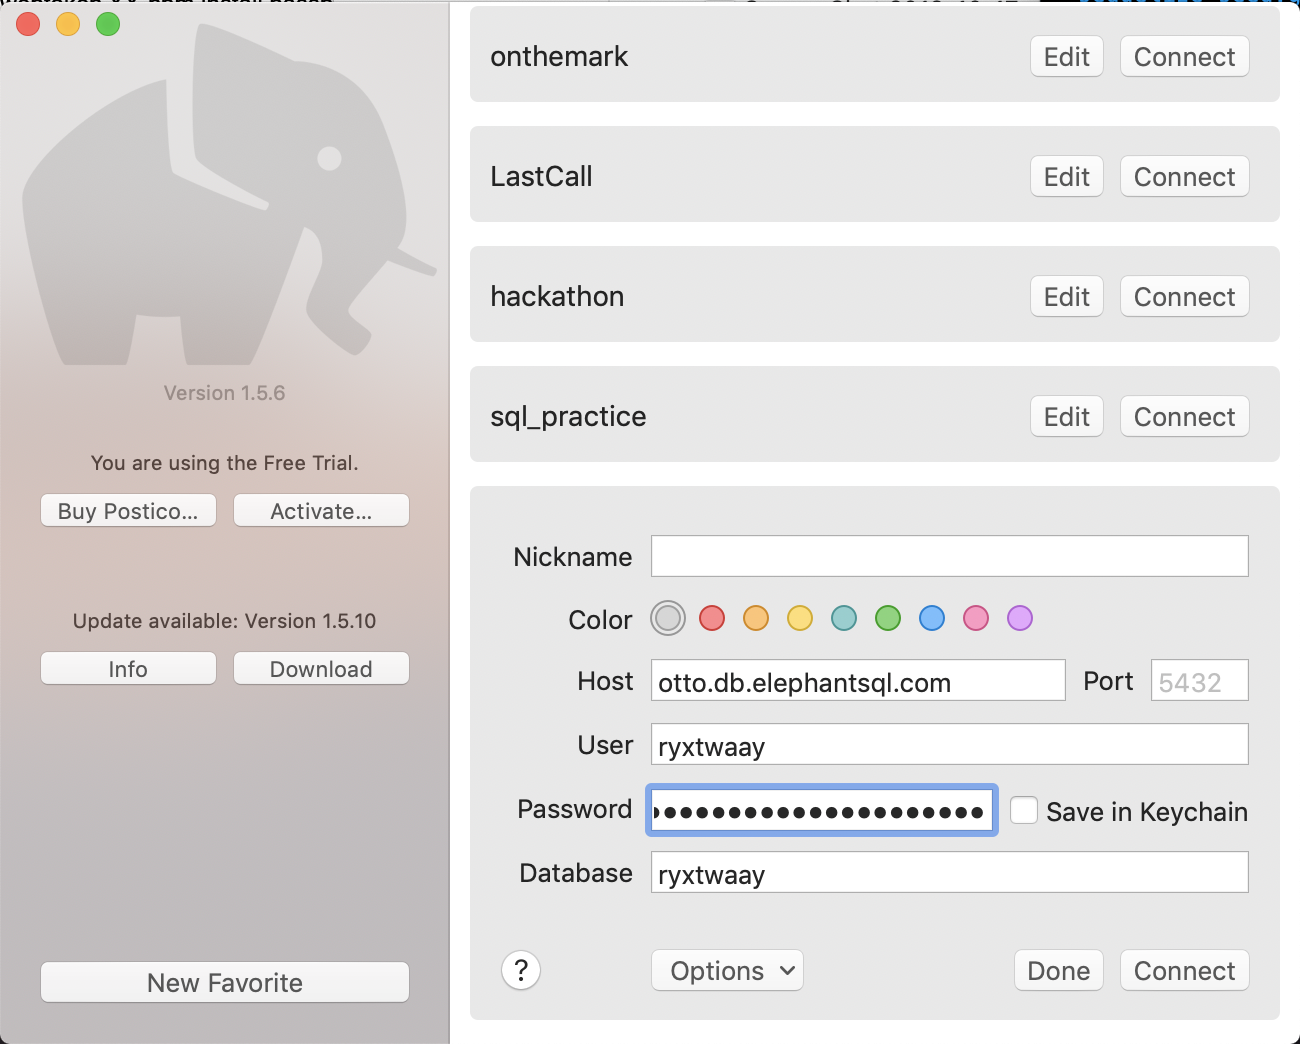 Version 1.5.6
You are using the Free Trial.
Buy Postico... Activate...
Update available: Version 1.5.10
Info Download
New Favorite
onthemark Edit Connect
LastCall Edit Connect
hackathon Edit Connect
sql_practice Edit Connect
Nickname
Color
Host otto.db.elephantsql.com Port 5432
User ryxtwaay
Password ●●●●●●●●●●●●●●●●●●●●● Save in Keychain
Database ryxtwaay
? Options Done Connect